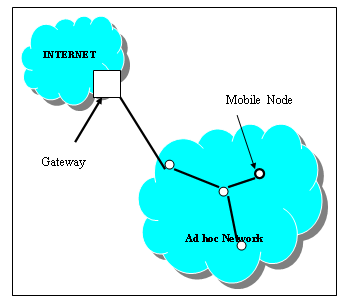 INTERNET
Mobile Node
Gateway
Ad hoc Network